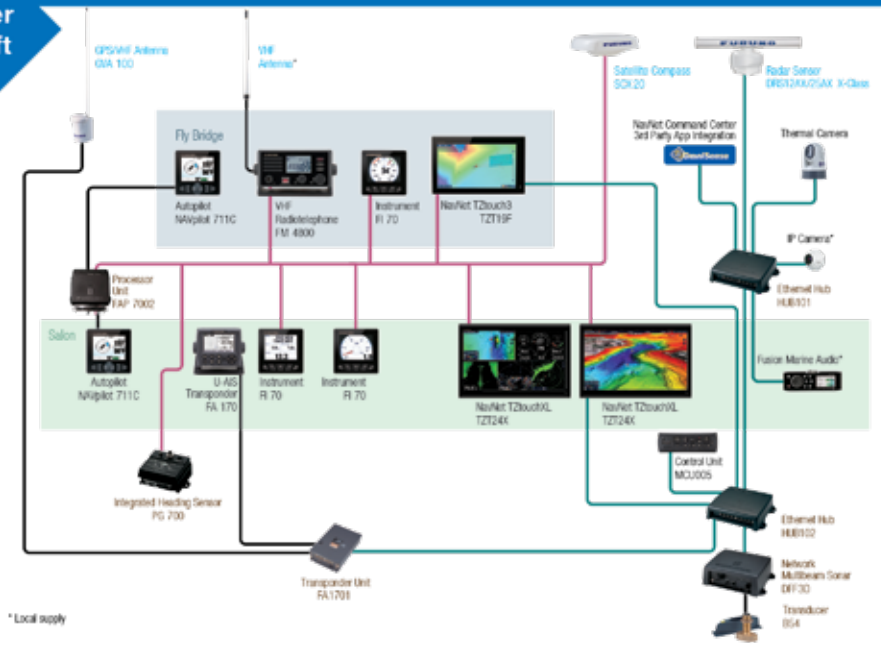 er
ft
GPS/VHF Antenna
GVA 100
VHF
Antenna*
FURUNO
Satellite Compass
SCX20
FURUNO
Radar Sensor
DRS12AX/25AX X-Class
NavNet Command Center
3rd Party App Integration
OmniSense
Thermal Camera
Fly Bridge
Autopilot
NAVpilot 711C
VHF
Radiotelephone
FM 4800
Instrument
FI 70
NavNet TZtouch3
TZT19F
IP Camera*
Ethernet Hub
HUB101
Processor
Unit
FAP 7002
Salon
Autopilot
NAVpilot 711C
U-AIS
Transponder
FA 170
Instrument
FI 70
Instrument
FI 70
NavNet TZtouchXL
TZT24X
NavNet TZtouchXL
TZT24X
Fusion Marine Audio*
Control Unit
MCU005
Integrated Heading Sensor
PG 700
Ethernet Hub
HUB102
Transponder Unit
FA1701
Network
Multibeam Sonar
DFF3D
Transducer
B54
* Local supply